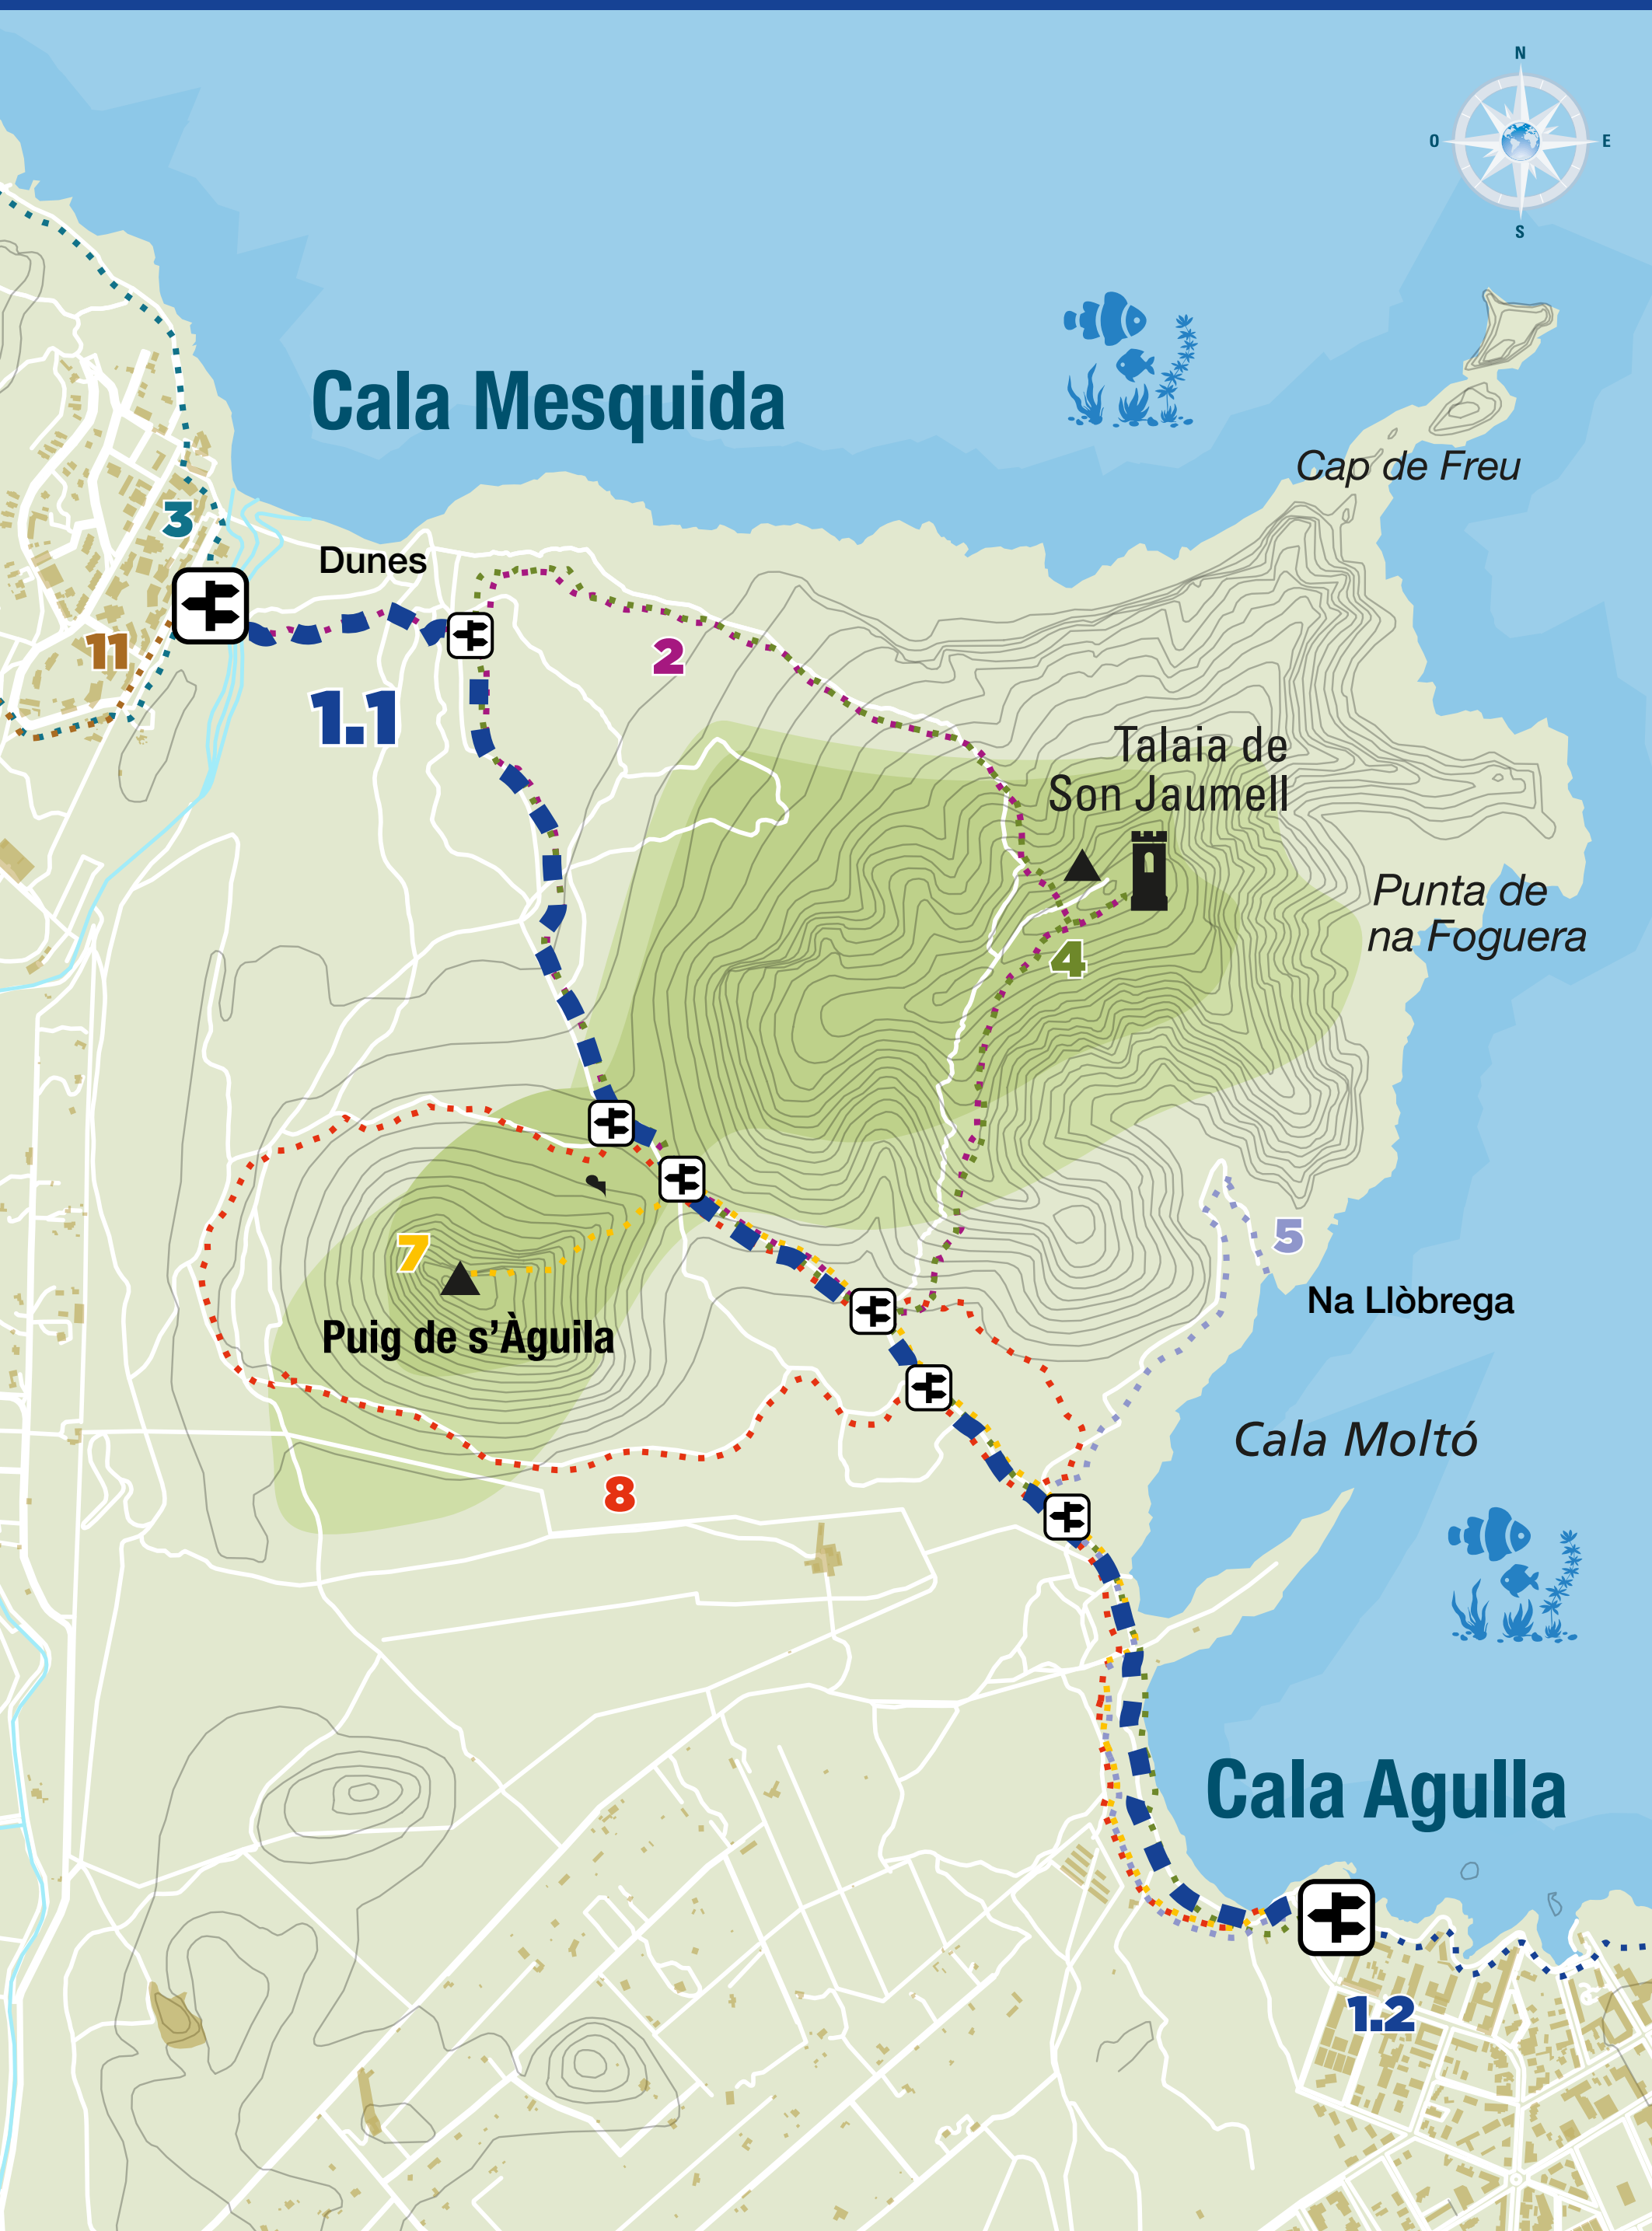 N
O
E
S
Cala Mesquida
Cap de Freu
3
Dunes
11
2
1.1
Talaia de
Son Jaumell
Punta de
na Foguera
4
5
7
Na Llòbrega
Puig de s’Àguila
Cala Moltó
8
Cala Agulla
1.2